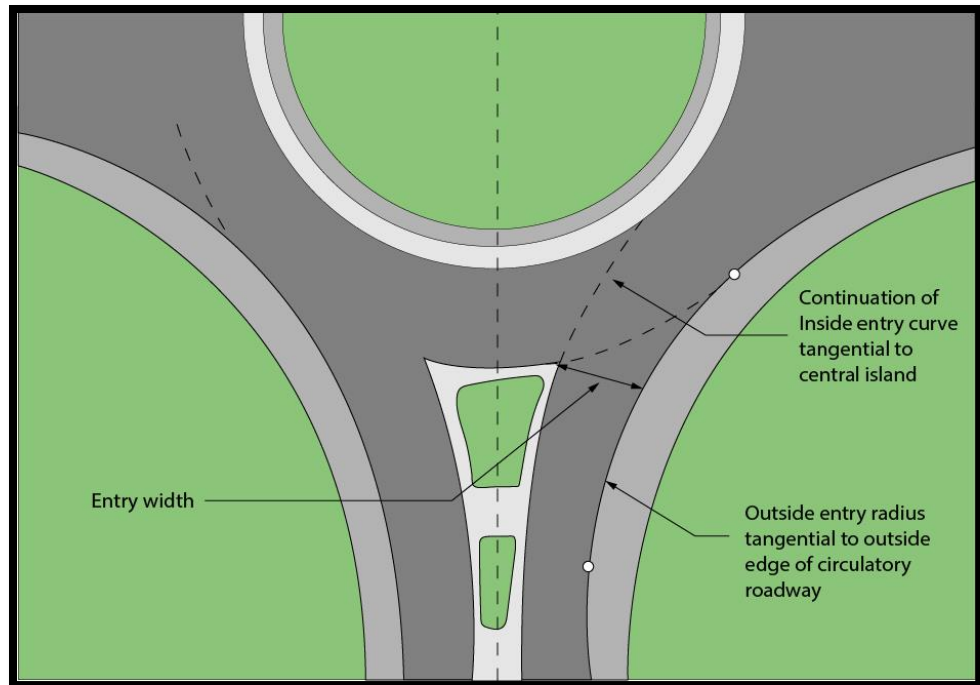 Continuation of
Inside entry curve
tangential to
central island
Entry width
Outside entry radius
tangential to outside
edge of circulatory
roadway